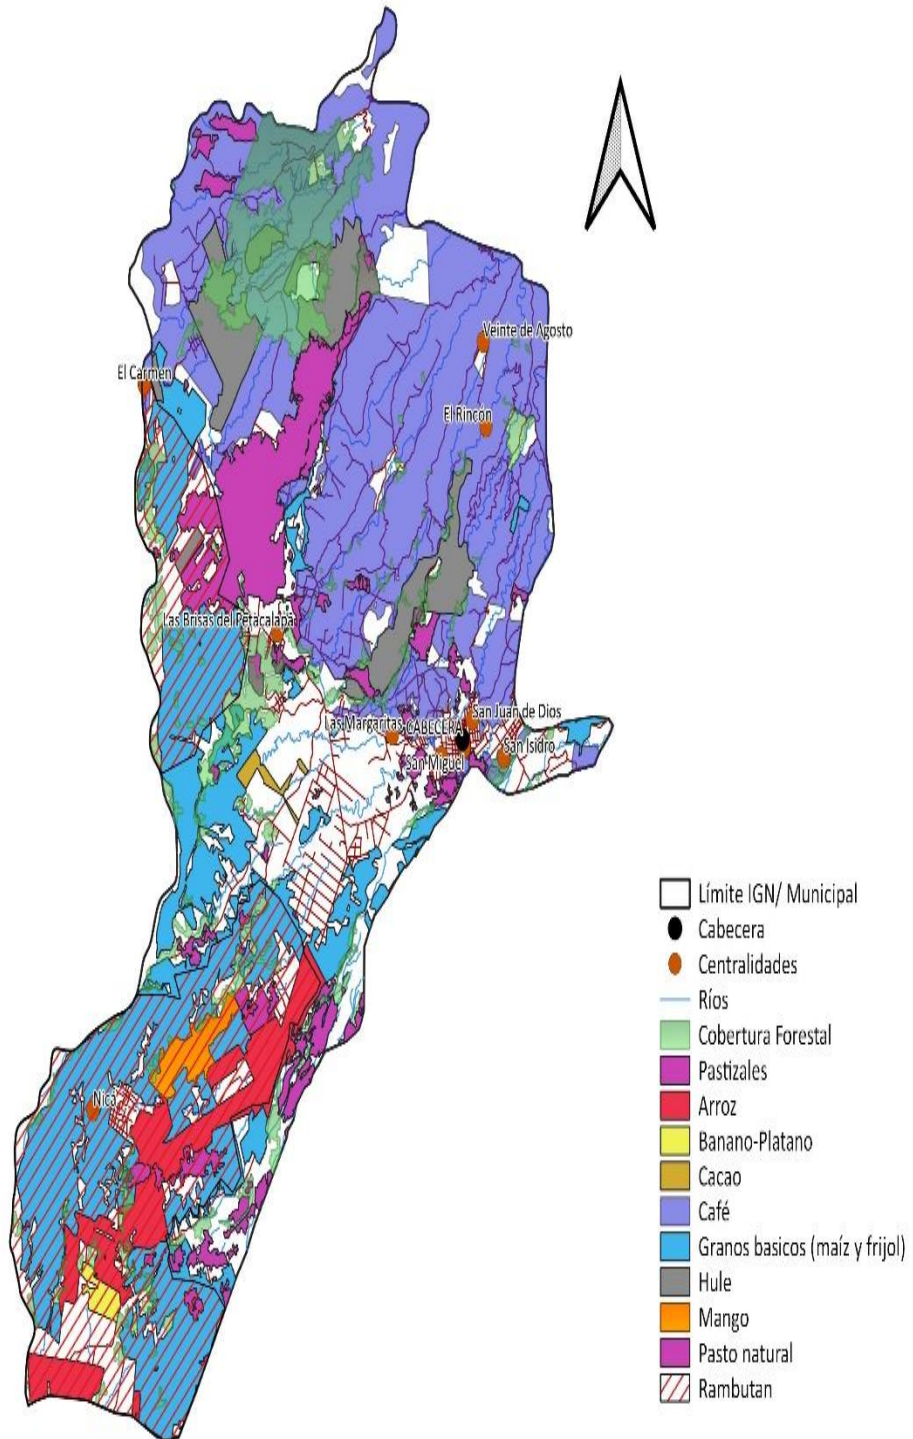 Veinte de Agosto
El Carmen
El Rincón
Las Brisas del Petacalapa
San Juan de Dios
Las Margaritas
CABECERA
San Isidro
San Miguel
Nica
Límite IGN/ Municipal
Cabecera
Centralidades
Ríos
Cobertura Forestal
Pastizales
Arroz
Banano-Platano
Cacao
Café
Granos basicos (maíz y frijol)
Hule
Mango
Pasto natural
Rambutan